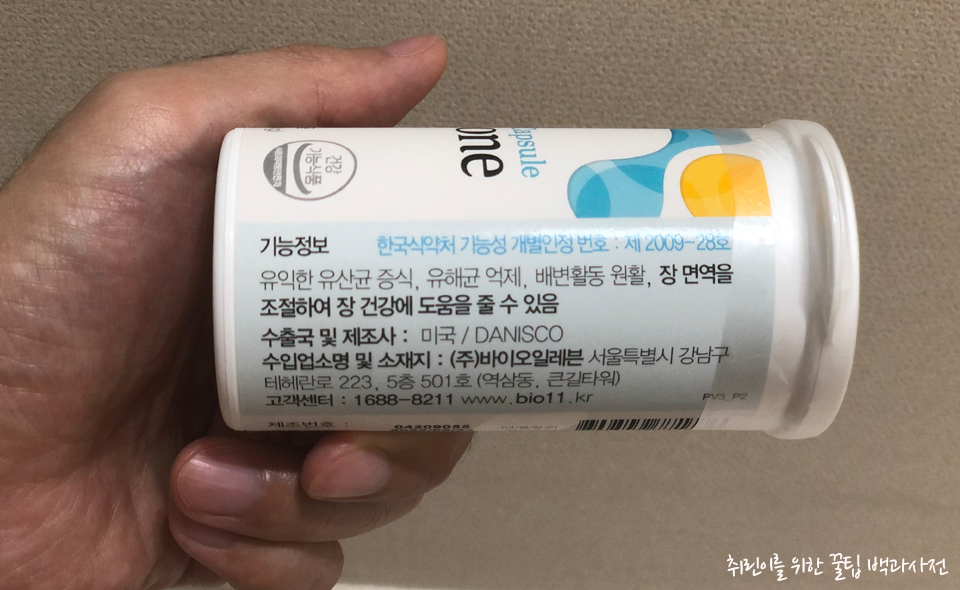 one
apsule
건강
기능식품
기능정보 한국식약처 기능성 개별인정 번호 : 제 2009-28호
유익한 유산균 증식, 유해균 억제, 배변활동 원활, 장 면역을
조절하여 장 건강에 도움을 줄 수 있음
수출국 및 제조사 : 미국 / DANISCO
수입업소명 및 소재지 : (주)바이오일레븐 서울특별시 강남구
테헤란로 223, 5층 501호 (역삼동, 큰길타워)
고객센터 : 1688-8211 www.bio11.kr
PV3_P2
제조번호 : 04209055
취린이를 위한 꿀팁 백과사전